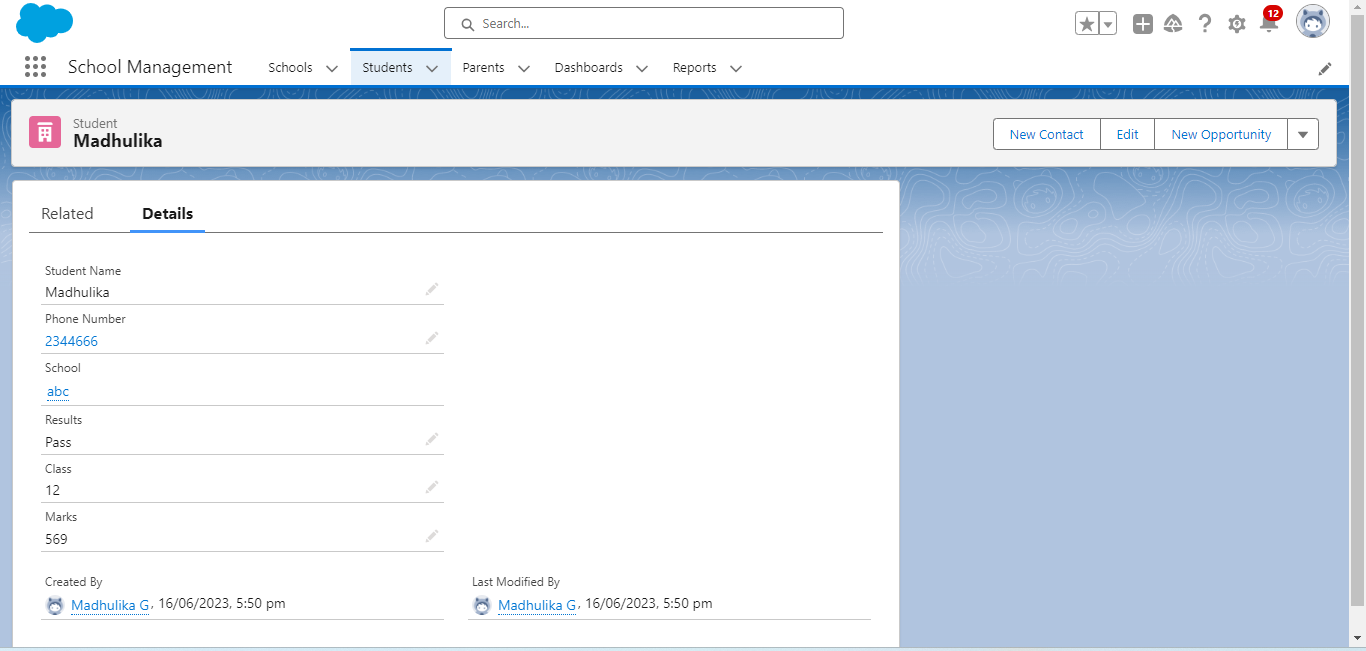 Search...
12
School Management Schools Students Parents Dashboards Reports
Student
Madhulika
New Contact Edit New Opportunity
Related Details
Student Name
Madhulika
Phone Number
2344666
School
abc
Results
Pass
Class
12
Marks
569
Created By Last Modified By
Madhulika G, 16/06/2023, 5:50 pm Madhulika G, 16/06/2023, 5:50 pm